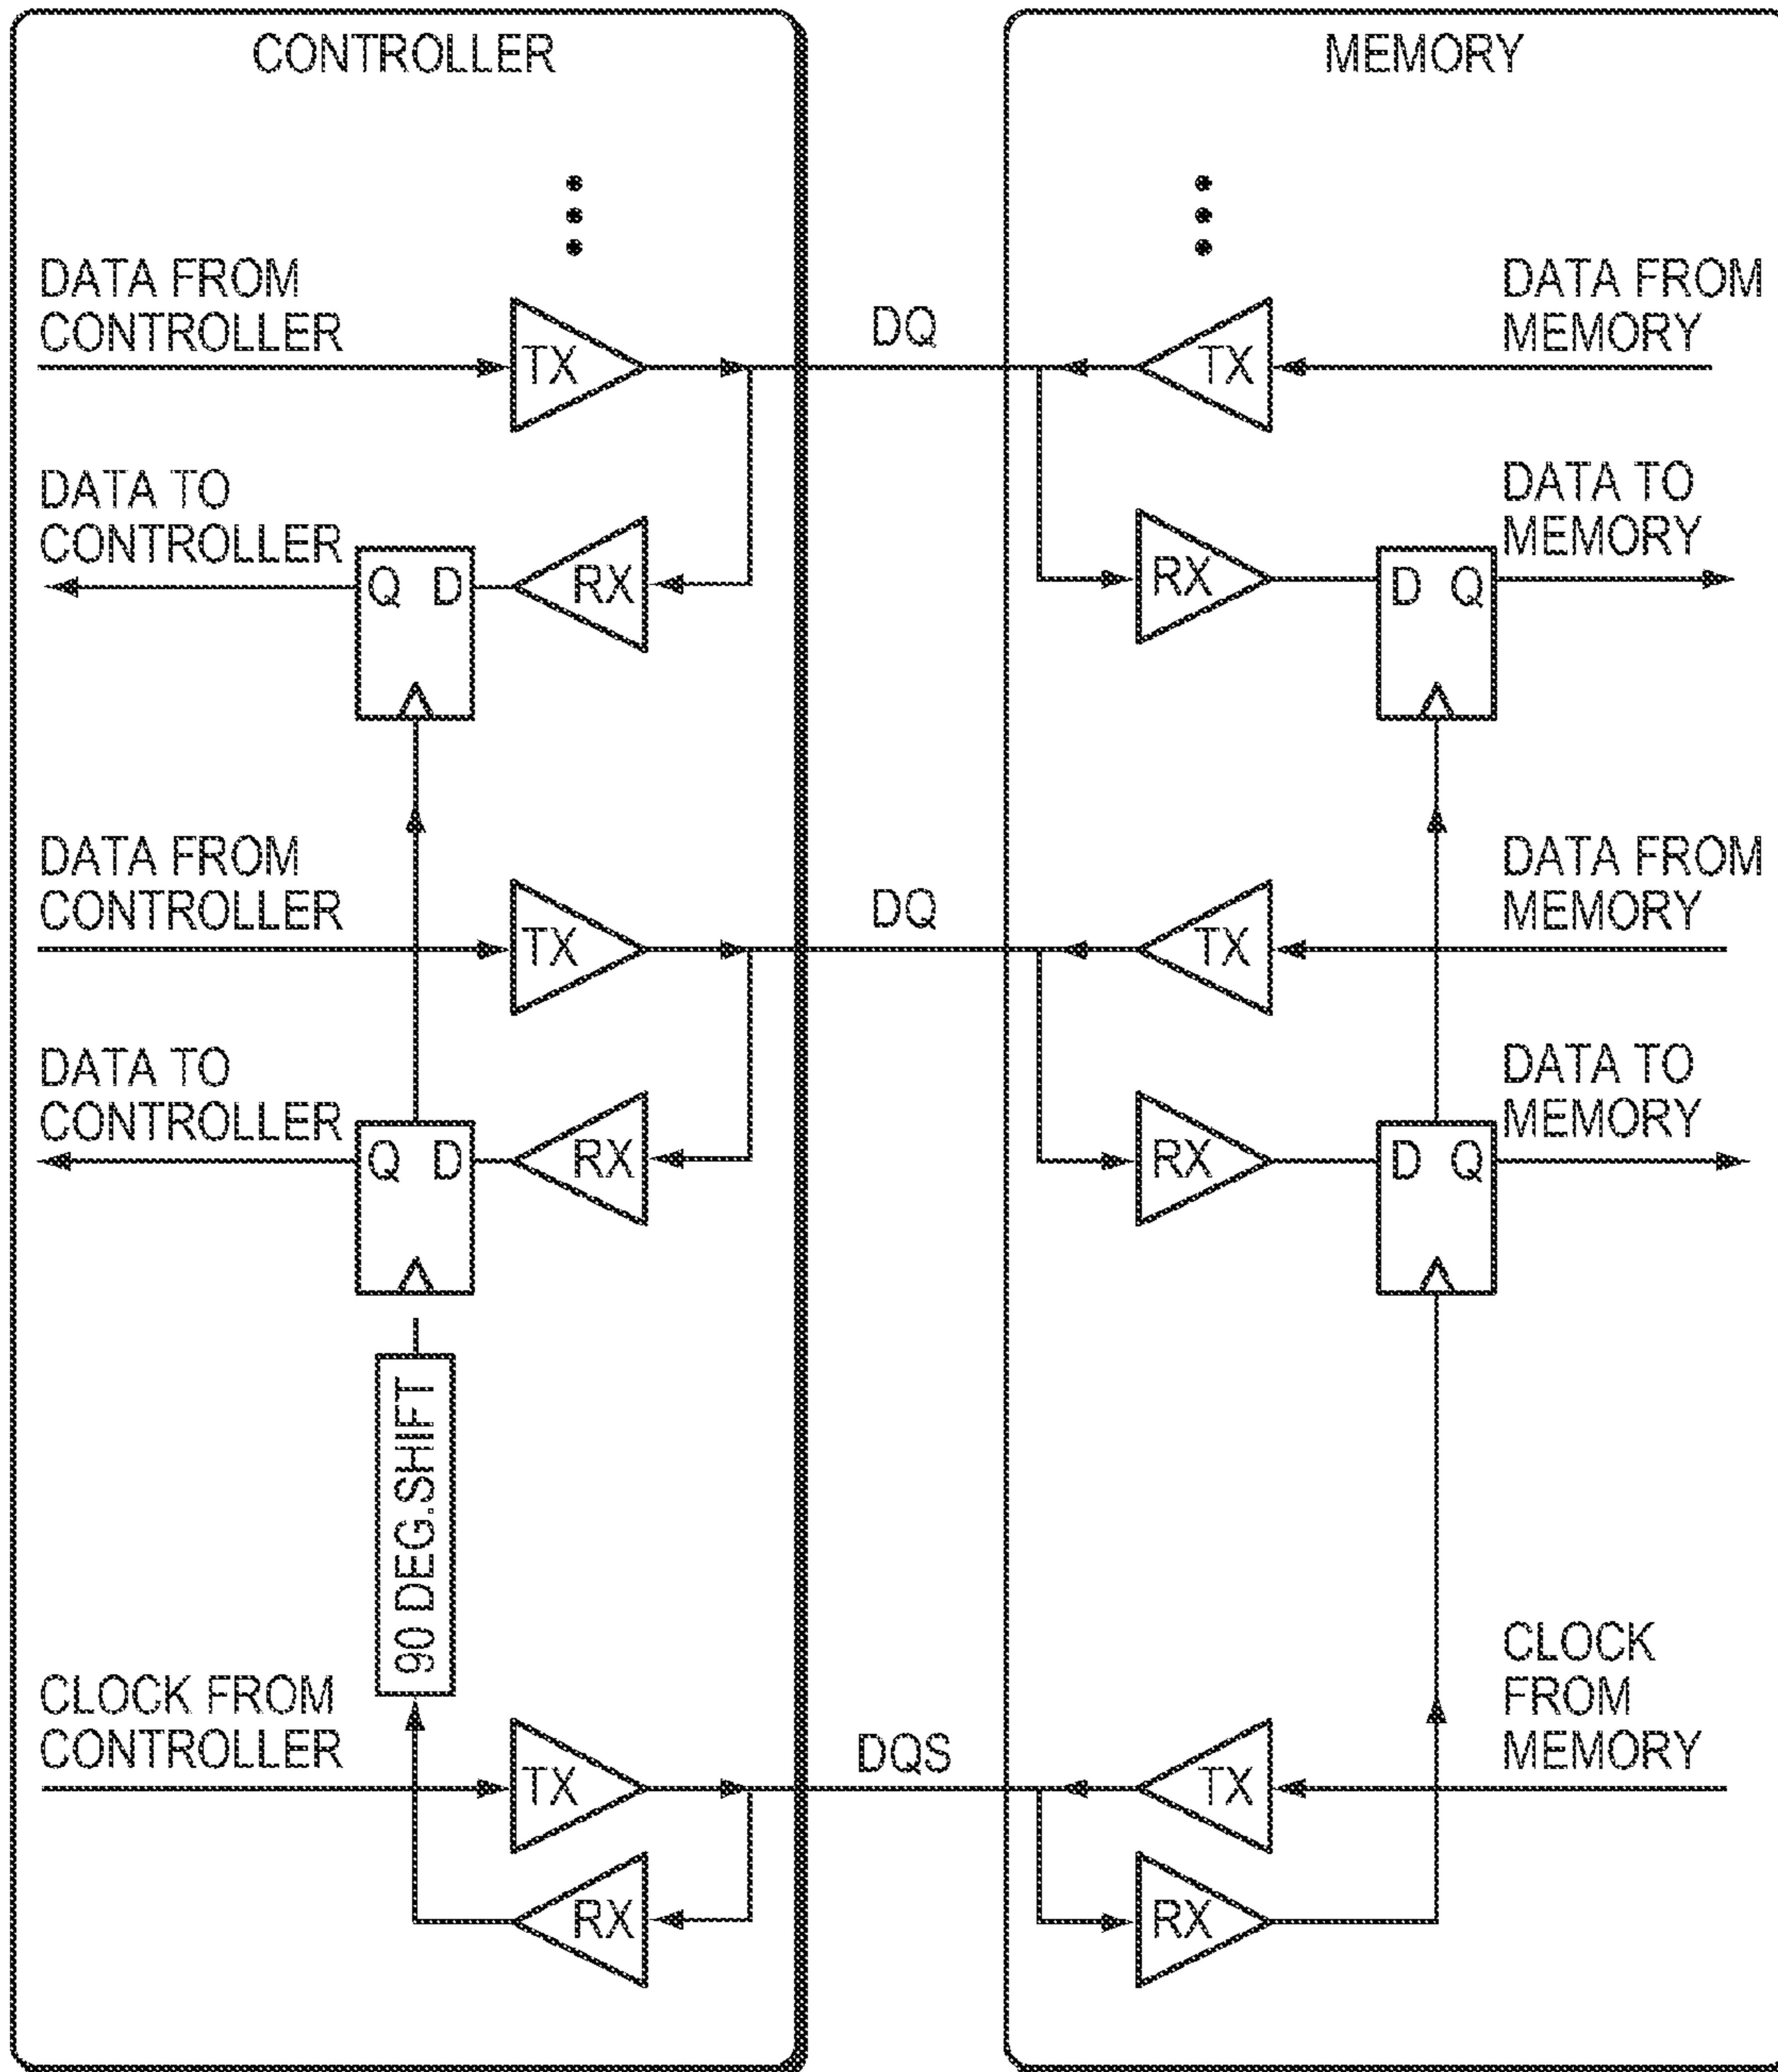 CONTROLLER
MEMORY
DATA FROM
CONTROLLER
TX
DQ
TX
DATA FROM
MEMORY
DATA TO
CONTROLLER
Q D
RX
RX
D Q
DATA TO
MEMORY
DATA FROM
CONTROLLER
TX
DQ
TX
DATA FROM
MEMORY
DATA TO
CONTROLLER
Q D
RX
RX
D Q
DATA TO
MEMORY
90 DEG.SHIFT
CLOCK FROM
CONTROLLER
TX
DQS
TX
CLOCK
FROM
MEMORY
RX
RX